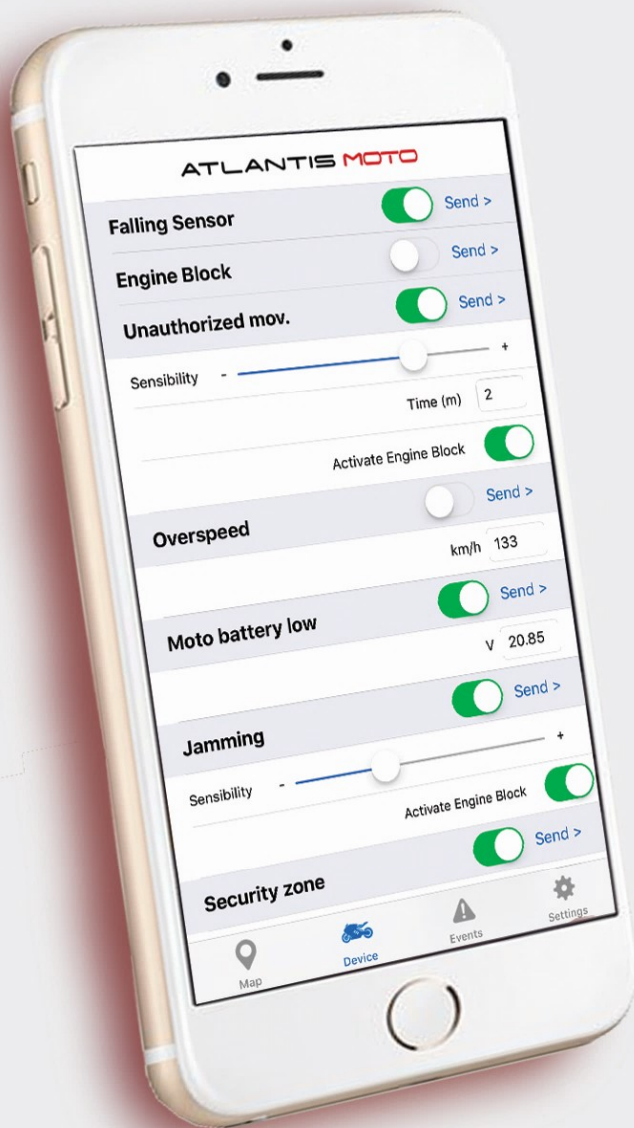 ATLANTIS MOTO
Falling Sensor Send >
Engine Block Send >
Unauthorized mov. Send >
Sensibility - +
Time (m) 2
Activate Engine Block
Overspeed Send >
km/h 133
Moto battery low Send >
V 20.85
Jamming Send >
Sensibility - +
Activate Engine Block
Security zone Send >
Map Device Events Settings